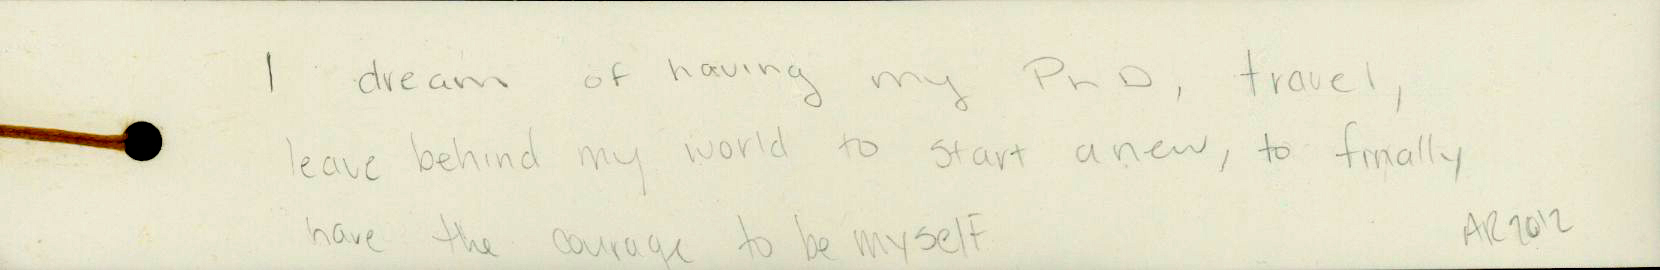 I dream of having my PhD, travel,
leave behind my world to start anew, to finally
have the courage to be myself
AR 2012